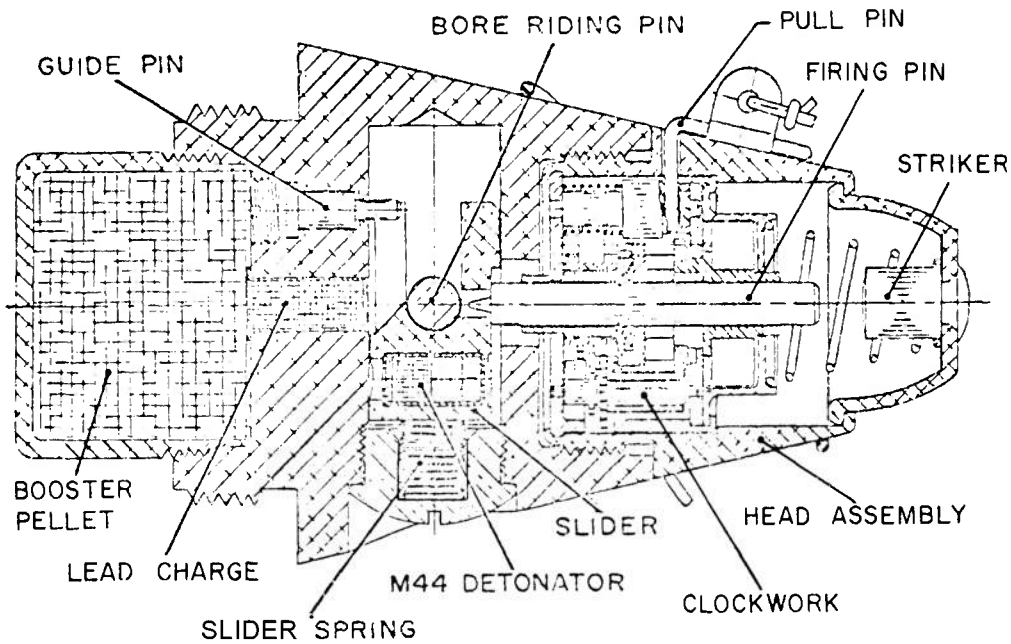 BORE RIDING PIN
PULL PIN
GUIDE PIN
FIRING PIN
STRIKER
BOOSTER
PELLET
SLIDER
HEAD ASSEMBLY
LEAD CHARGE
M44 DETONATOR
CLOCKWORK
SLIDER SPRING